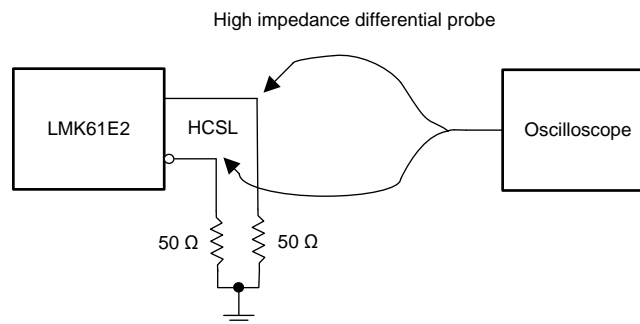 High impedance differential probe
LMK61E2
HCSL
Oscilloscope
50 Ω
50 Ω